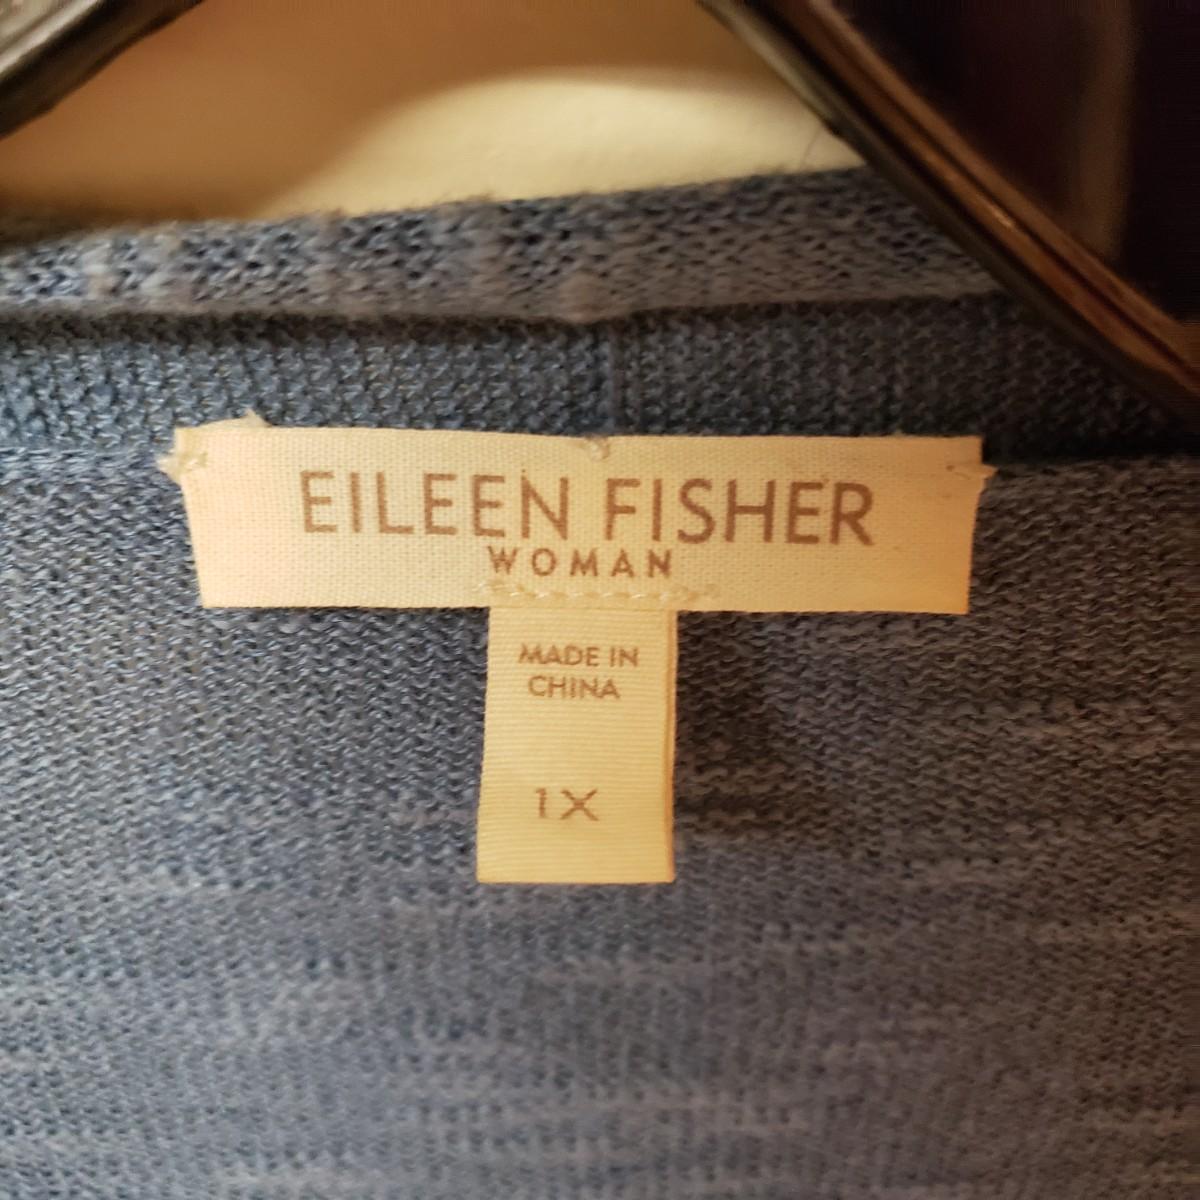 EILEEN FISHER
WOMAN
MADE IN
CHINA
1X